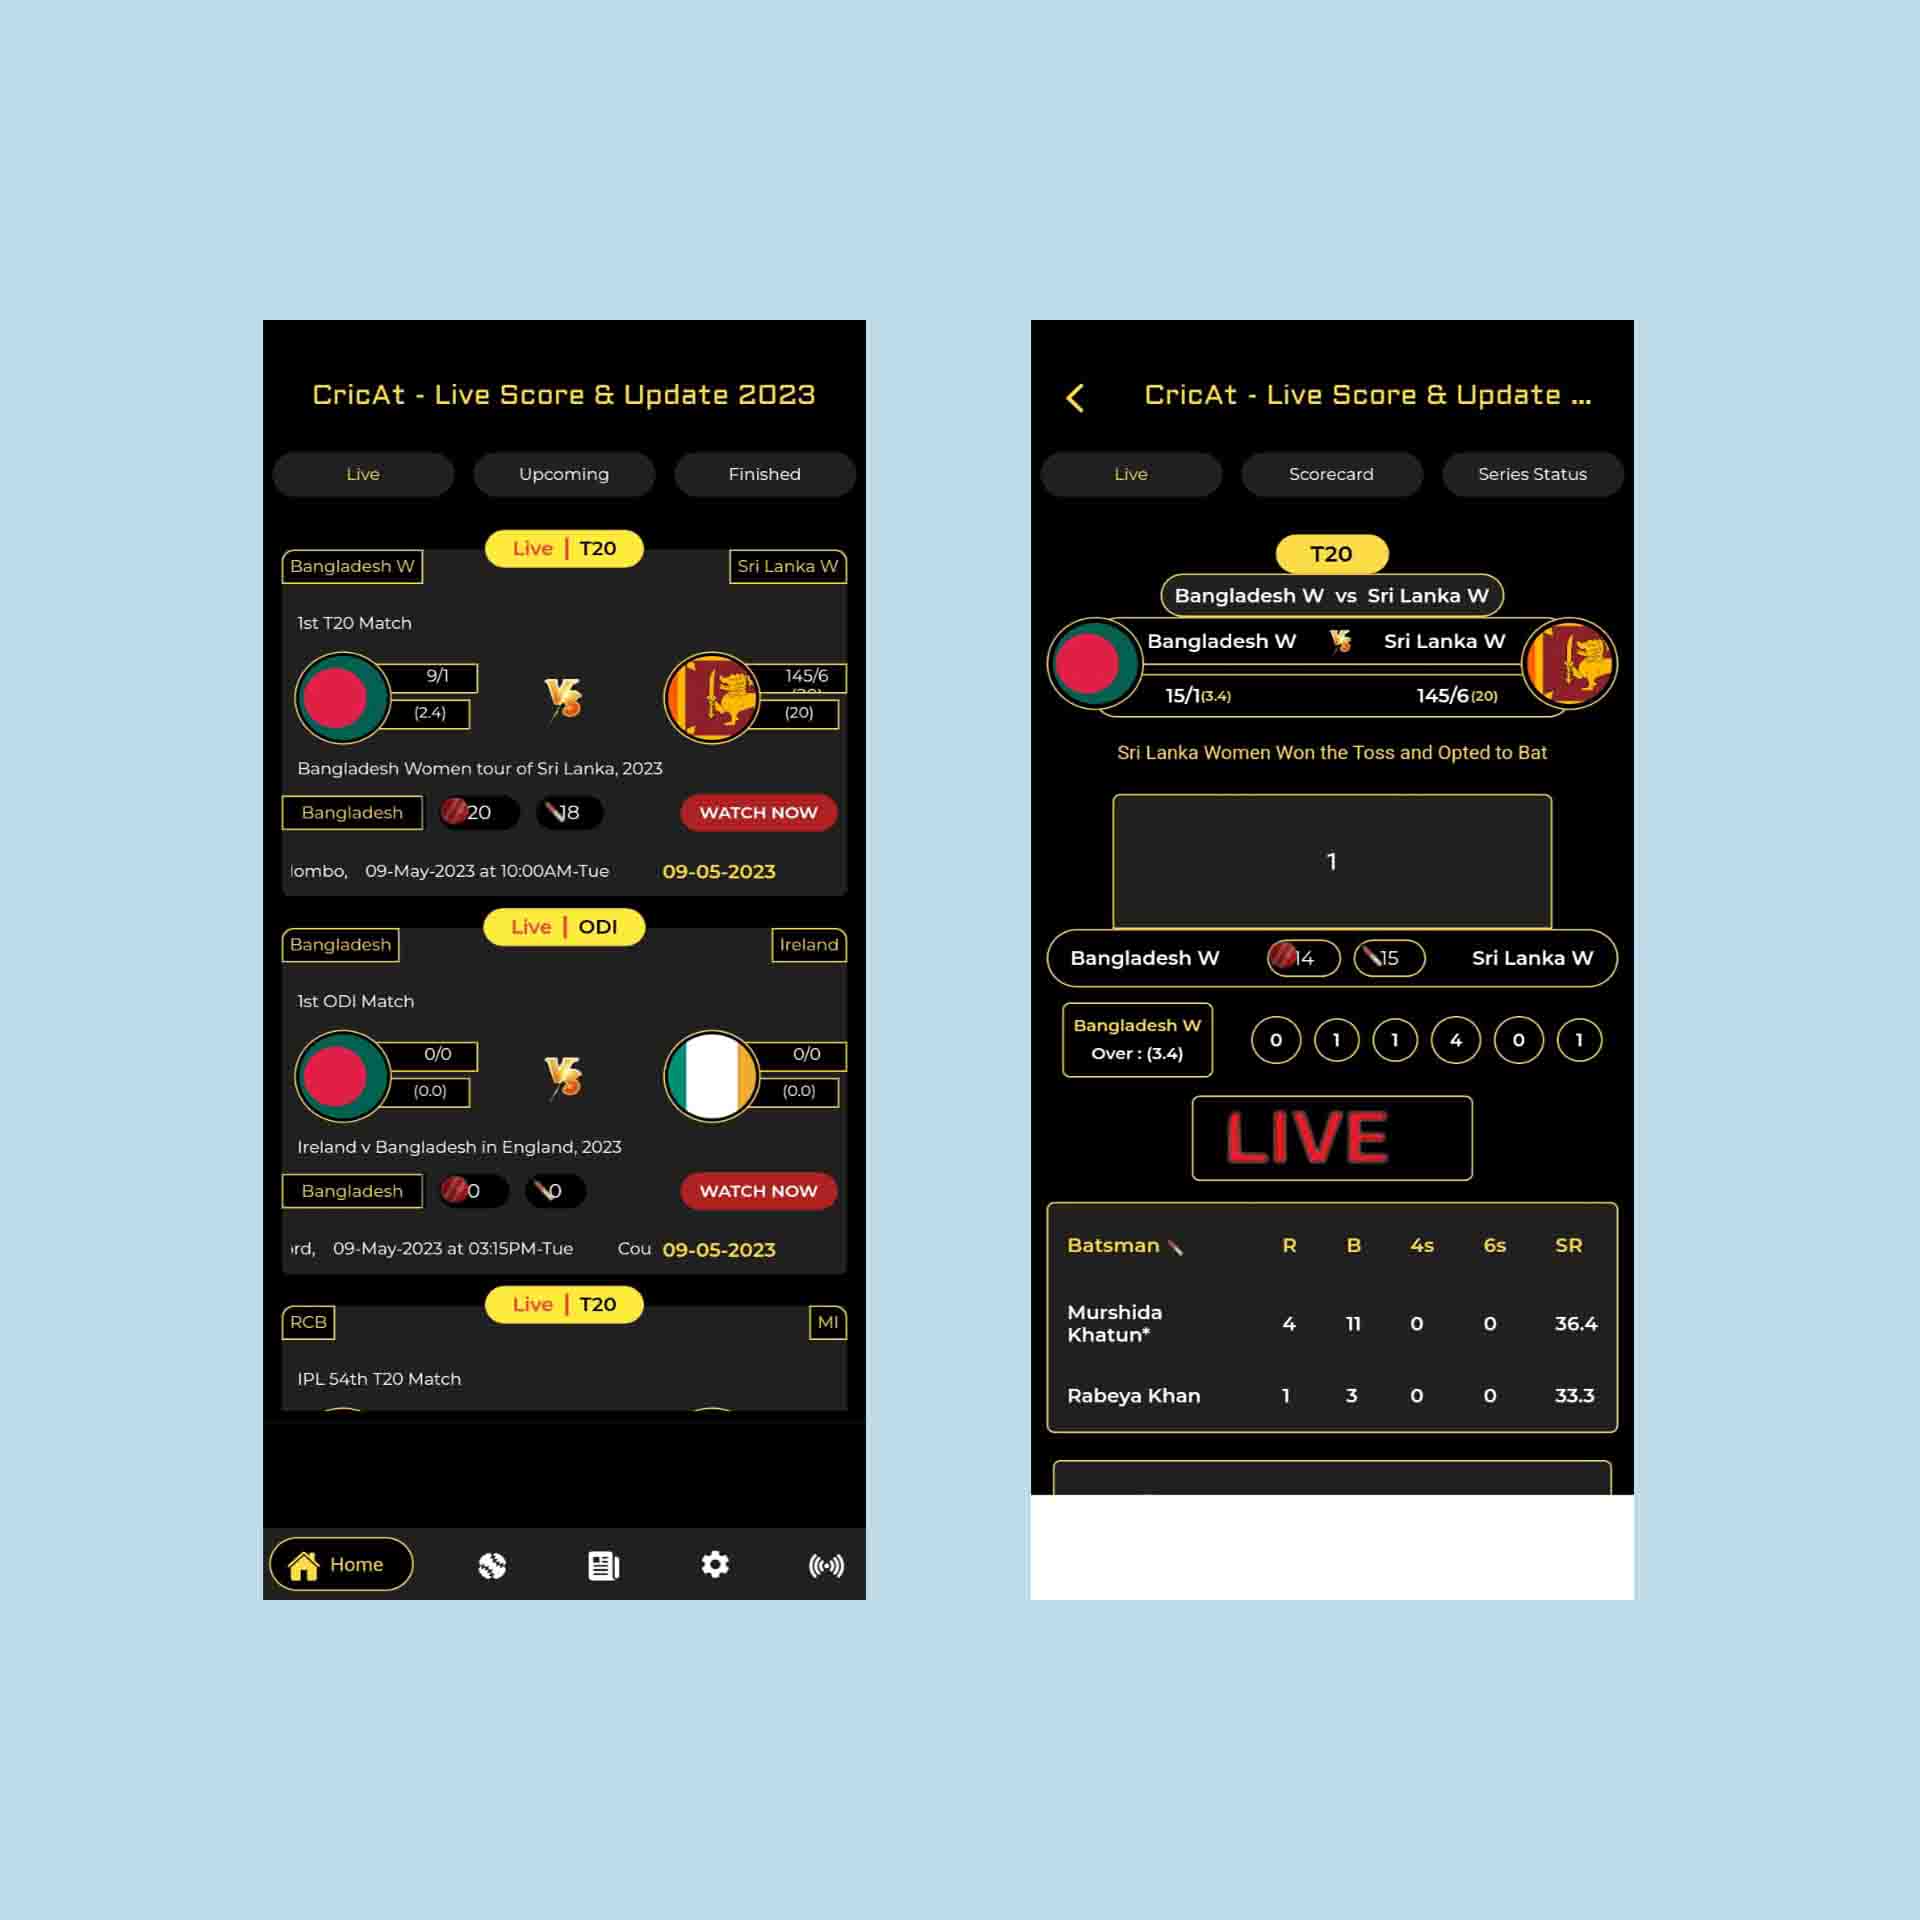 CricAt - Live Score & Update 2023
Live Upcoming Finished
Live | T20
Bangladesh W Sri Lanka W
1st T20 Match
9/1 VS 145/6
(2.4) (20)
Bangladesh Women tour of Sri Lanka, 2023
Bangladesh 20 18 WATCH NOW
lombo, 09-May-2023 at 10:00AM-Tue 09-05-2023
Live | ODI
Bangladesh Ireland
1st ODI Match
0/0 VS 0/0
(0.0) (0.0)
Ireland v Bangladesh in England, 2023
Bangladesh 0 0 WATCH NOW
rd, 09-May-2023 at 03:15PM-Tue Cou 09-05-2023
Live | T20
RCB MI
IPL 54th T20 Match
Home
CricAt - Live Score & Update ...
Live Scorecard Series Status
T20
Bangladesh W vs Sri Lanka W
Bangladesh W VS Sri Lanka W
15/1(3.4) 145/6(20)
Sri Lanka Women Won the Toss and Opted to Bat
1
Bangladesh W 14 15 Sri Lanka W
Bangladesh W
Over : (3.4)
0 1 1 4 0 1
LIVE
Batsman R B 4s 6s SR
Murshida
Khatun* 4 11 0 0 36.4
Rabeya Khan 1 3 0 0 33.3